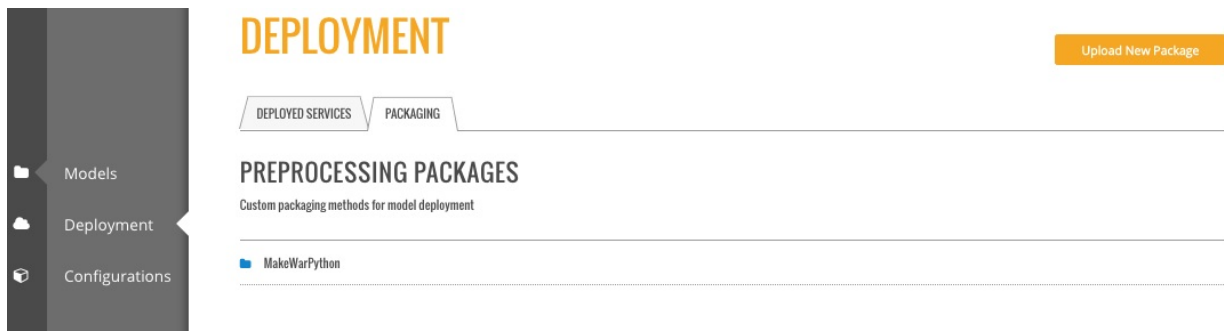 DEPLOYMENT
Upload New Package
DEPLOYED SERVICES
PACKAGING
Models
Deployment
Configurations
PREPROCESSING PACKAGES
Custom packaging methods for model deployment
MakeWarPython